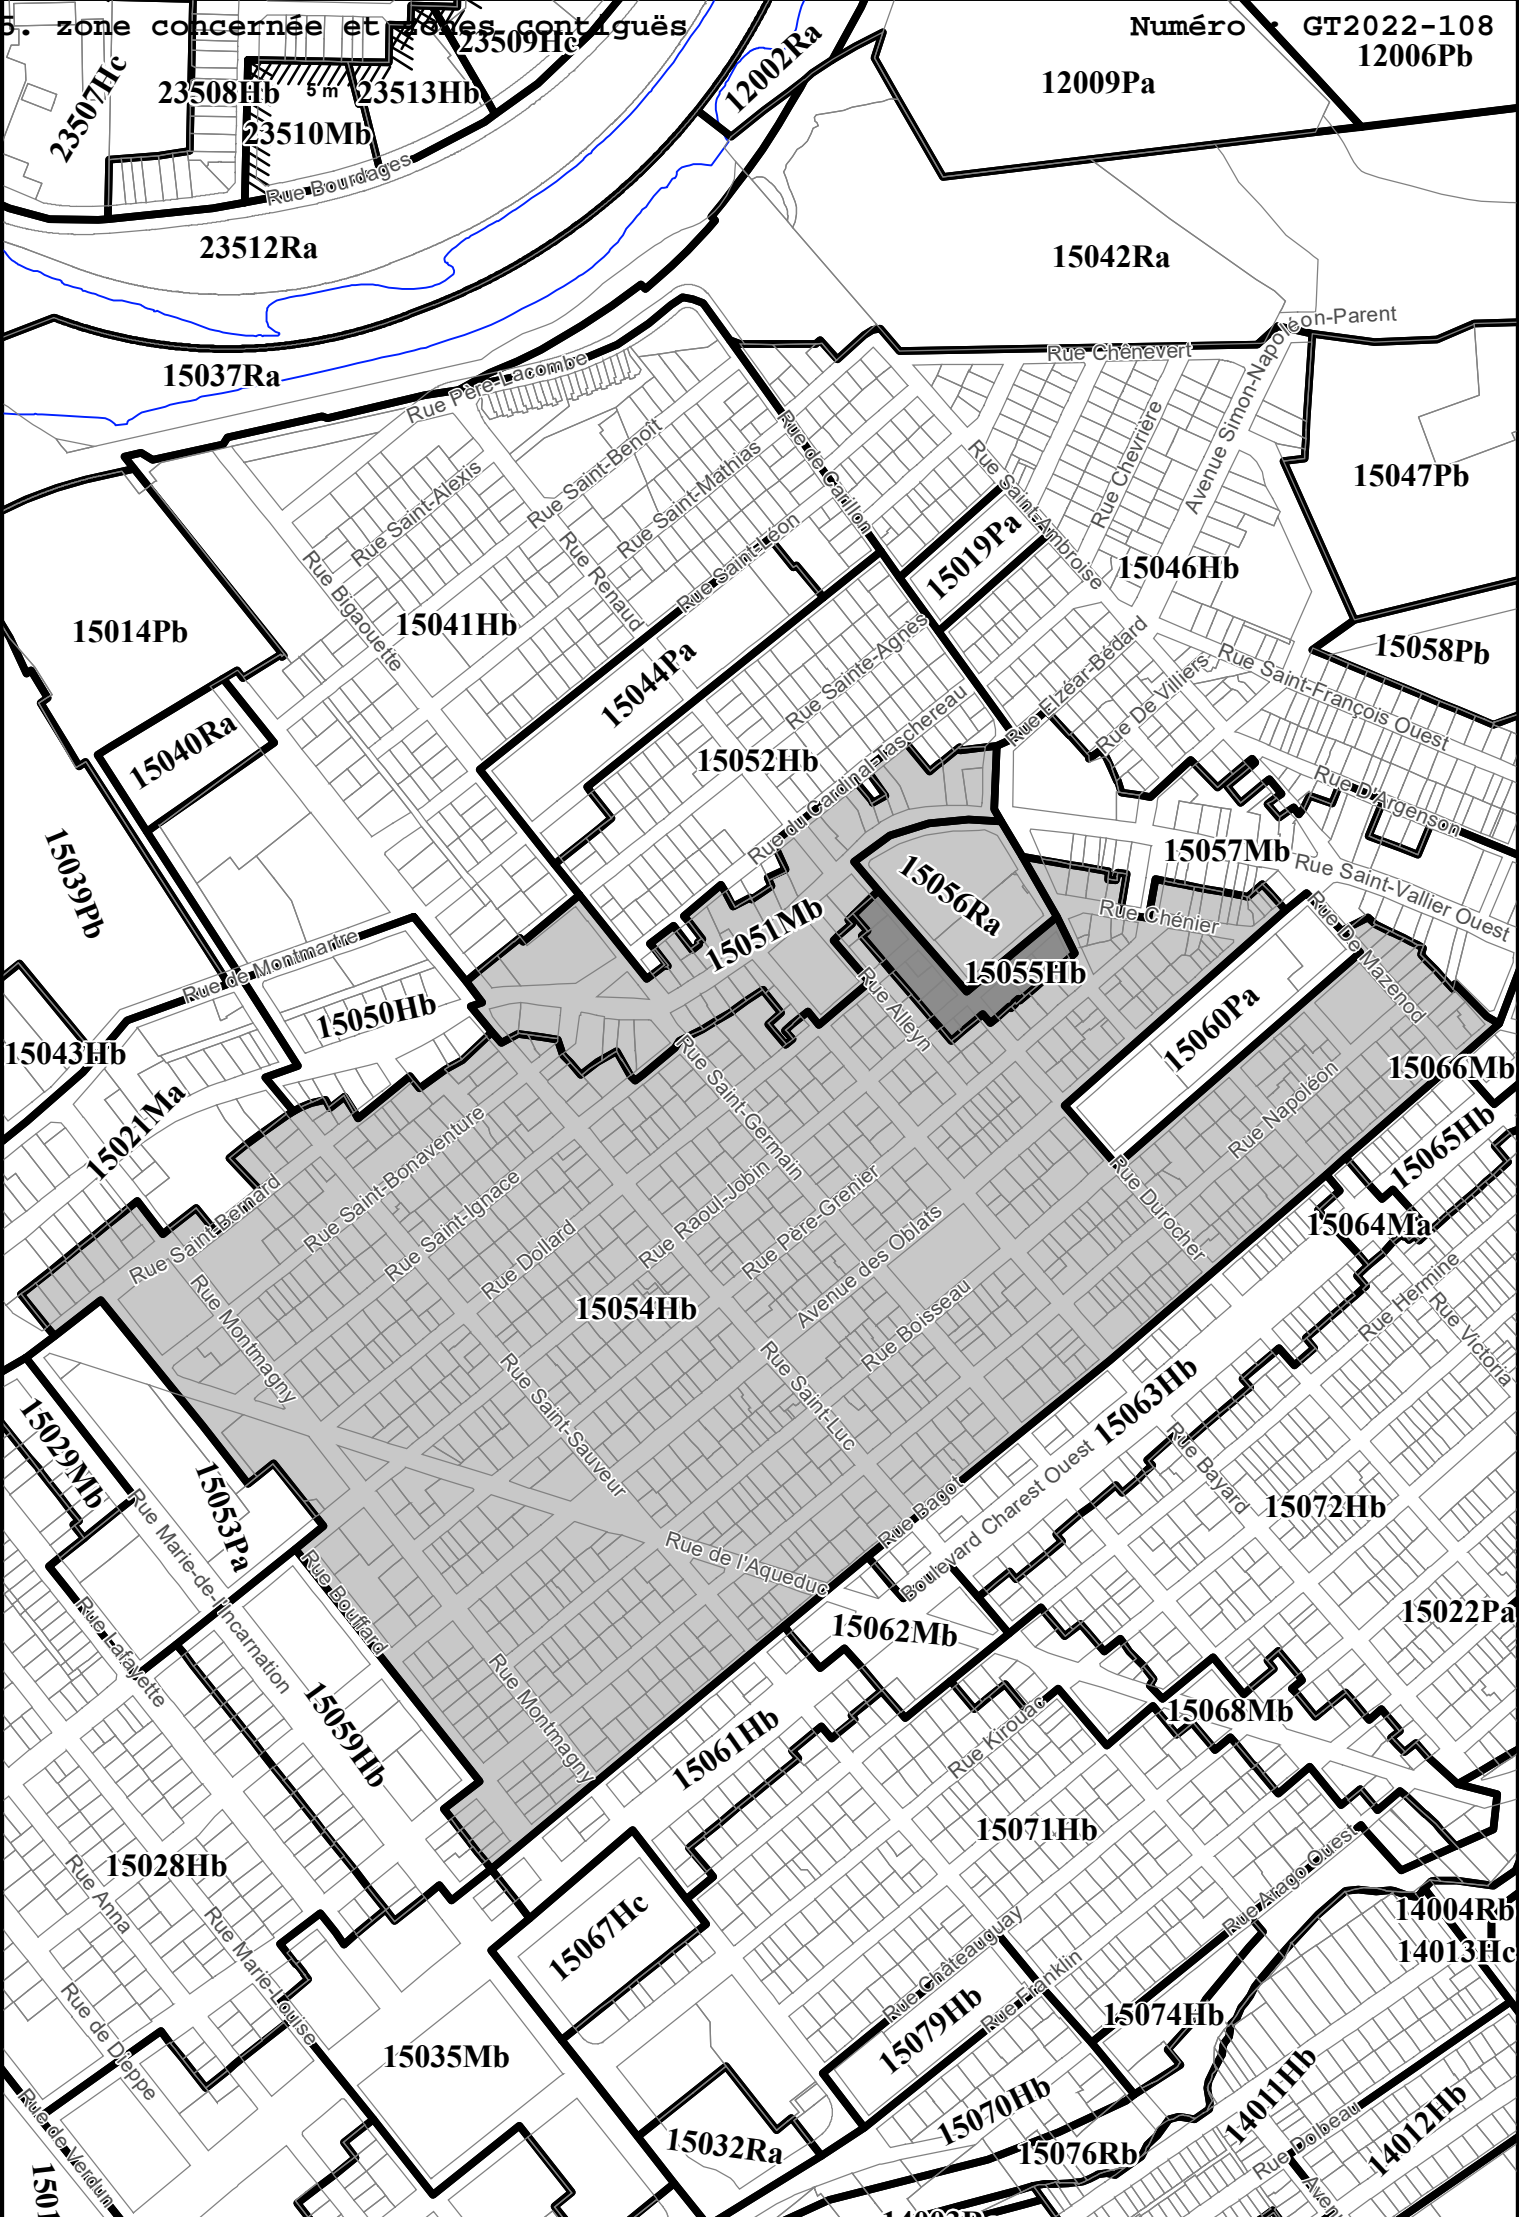 5. zone concernée et zones contiguës
Numéro : GT2022-108
23509Hc
12002Ra
12006Pb
12009Pa
23507Hc
23508Hb
5 m
23513Hb
23510Mb
Rue Bourdages
23512Ra
15042Ra
15037Ra
Rue Père-Lacombe
Rue Chênevert
Avenue Simon-Napoléon-Parent
Rue Saint-Alexis
Rue Saint-Benoit
Rue Saint-Mathias
Rue de Carillon
Rue Saint-Ambroise
Rue Chevrière
15047Pb
Rue Bigaouette
Rue Renaud
Rue Saint-Léon
15019Pa
15046Hb
15014Pb
15041Hb
15044Pa
Rue Sainte-Agnès
Rue Elzéar-Bédard
Rue De Villiers
Rue Saint-François Ouest
15058Pb
15040Ra
15052Hb
Rue du Cardinal-Taschereau
Rue D'Argenson
15039Pb
15057Mb
Rue Saint-Vallier Ouest
15056Ra
15051Mb
Rue Chénier
Rue De Mazenod
Rue de Montmartre
15055Hb
15050Hb
Rue Alleyn
15060Pa
15043Hb
15021Ma
Rue Saint-Germain
15066Mb
Rue Napoléon
15065Hb
Rue Saint-Bonaventure
Rue Saint-Bernard
Rue Saint-Ignace
Rue Raoul-Jobin
Rue Père-Grenier
Rue Durocher
15064Ma
Rue Dollard
Avenue des Oblats
Rue Hermine
Rue Victoria
Rue Montmagny
15054Hb
Rue Boisseau
Rue Saint-Luc
Rue Saint-Sauveur
15063Hb
15029Mb
15053Pa
Rue Marie-de-l'Incarnation
Rue Bayard
15072Hb
Rue Bagot
Boulevard Charest Ouest
Rue de l'Aqueduc
Rue Bouffard
Rue Lafayette
15062Mb
15022Pa
Rue Montmagny
15059Hb
15061Hb
Rue Kirouac
15068Mb
15071Hb
15028Hb
Rue Anna
Rue Arago Ouest
15067Hc
14004Rb
14013Hc
Rue Marie-Louise
Rue Châteauguay
Rue Franklin
Rue de Dieppe
15035Mb
15079Hb
15074Hb
15070Hb
14011Hb
Rue de Verdun
15032Ra
15076Rb
Rue Dolbeau
14012Hb